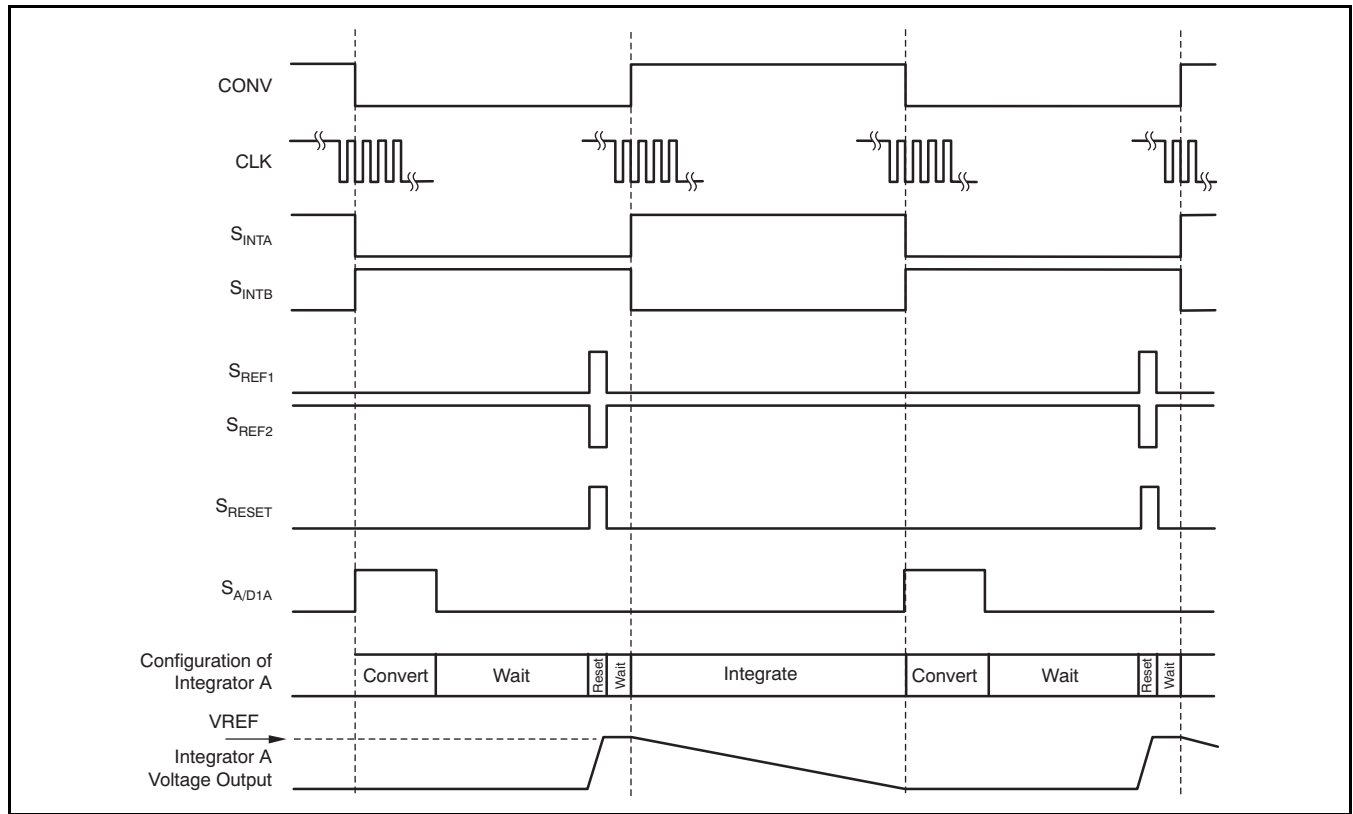 CONV
CLK
SINTA
SINTB
SREF1
SREF2
SRESET
SA/D1A
Configuration of
Integrator A
Convert Wait Reset Wait Integrate Convert Wait Reset Wait
VREF
Integrator A
Voltage Output